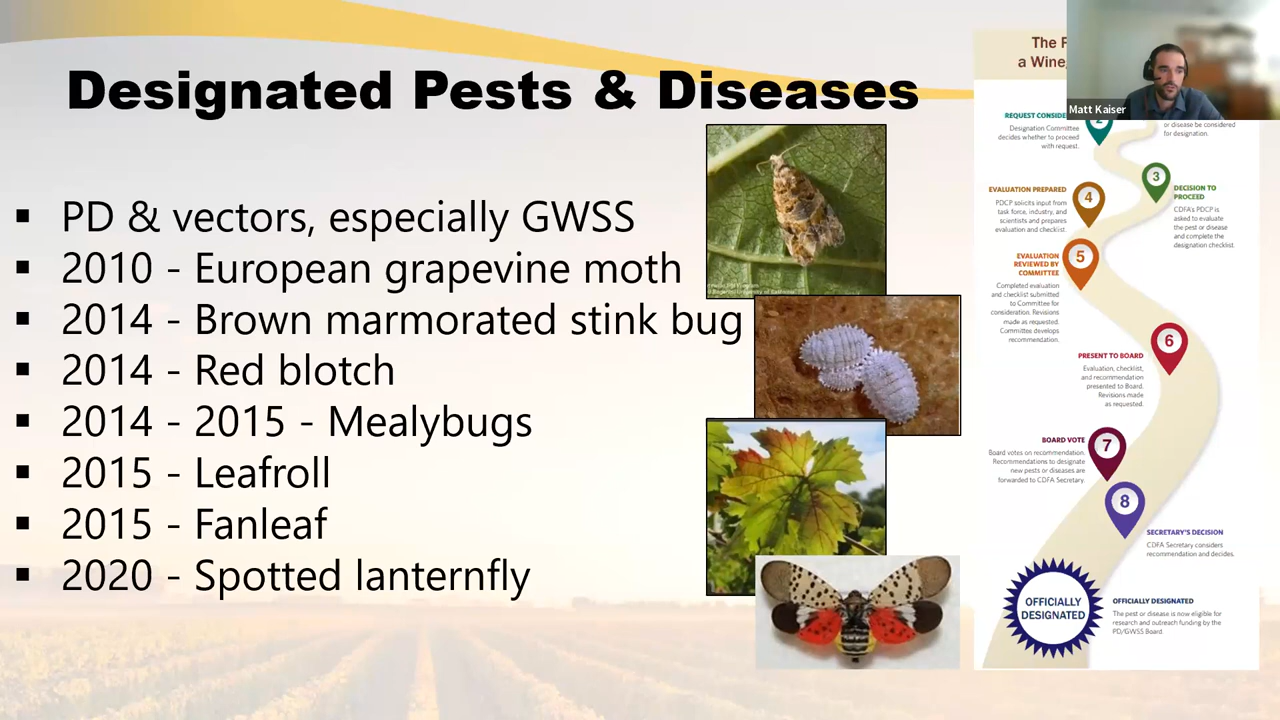 Designated Pests & Diseases
▪ PD & vectors, especially GWSS
▪ 2010 - European grapevine moth
▪ 2014 - Brown marmorated stink bug
▪ 2014 - Red blotch
▪ 2014 - 2015 - Mealybugs
▪ 2015 - Leafroll
▪ 2015 - Fanleaf
▪ 2020 - Spotted lanternfly
Matt Kaiser
The
a Wine
REQUEST
Designation Committee
decides whether to proceed
with request.
or disease be considered
for designation.
3
DECISION TO
PROCEED
CDFA's PDCP is
asked to evaluate
the pest or disease
and complete the
designation checklist.
EVALUATION PREPARED
4
PDCP solicits input from
task force, industry, and
scientists and prepares
evaluation and checklist.
EVALUATION
REVIEWED BY
COMMITTEE
5
Completed evaluation
and checklist submitted
to Committee for
consideration. Revisions
made as requested.
Committee develops
recommendation.
6
PRESENT TO BOARD
Evaluation, checklist,
and recommendation
presented to Board.
Revisions made
as requested.
BOARD VOTE
7
Board votes on recommendation.
Recommendations to designate
new pests or diseases are
forwarded to CDFA Secretary.
8
SECRETARY'S DECISION
CDFA Secretary considers
recommendation and decides.
OFFICIALLY
DESIGNATED
OFFICIALLY DESIGNATED
The pest or disease is now eligible for
research and outreach funding by the
PD/GWSS Board.